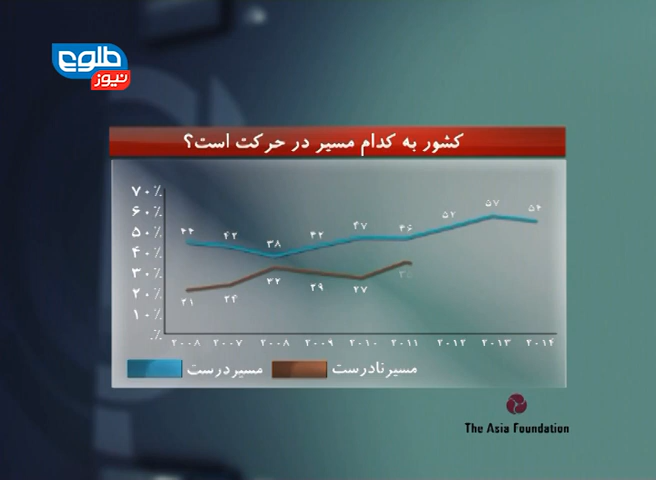 طلوع
نیوز
کشور به کدام مسیر در حرکت است؟
۷۰٪
۶۰٪
۵۰٪
۴۰٪
۳۰٪
۲۰٪
۱۰٪
۰٪
۴۴ ۴۲ ۳۸ ۴۲ ۴۷ ۴۶ ۵۲ ۵۷ ۵۴
۲۱ ۲۴ ۳۲ ۲۹ ۲۷
۲۰۰۸ ۲۰۰۷ ۲۰۰۸ ۲۰۰۹ ۲۰۱۰ ۲۰۱۱ ۲۰۱۲ ۲۰۱۳ ۲۰۱۴
مسیر درست
مسیر نادرست
The Asia Foundation